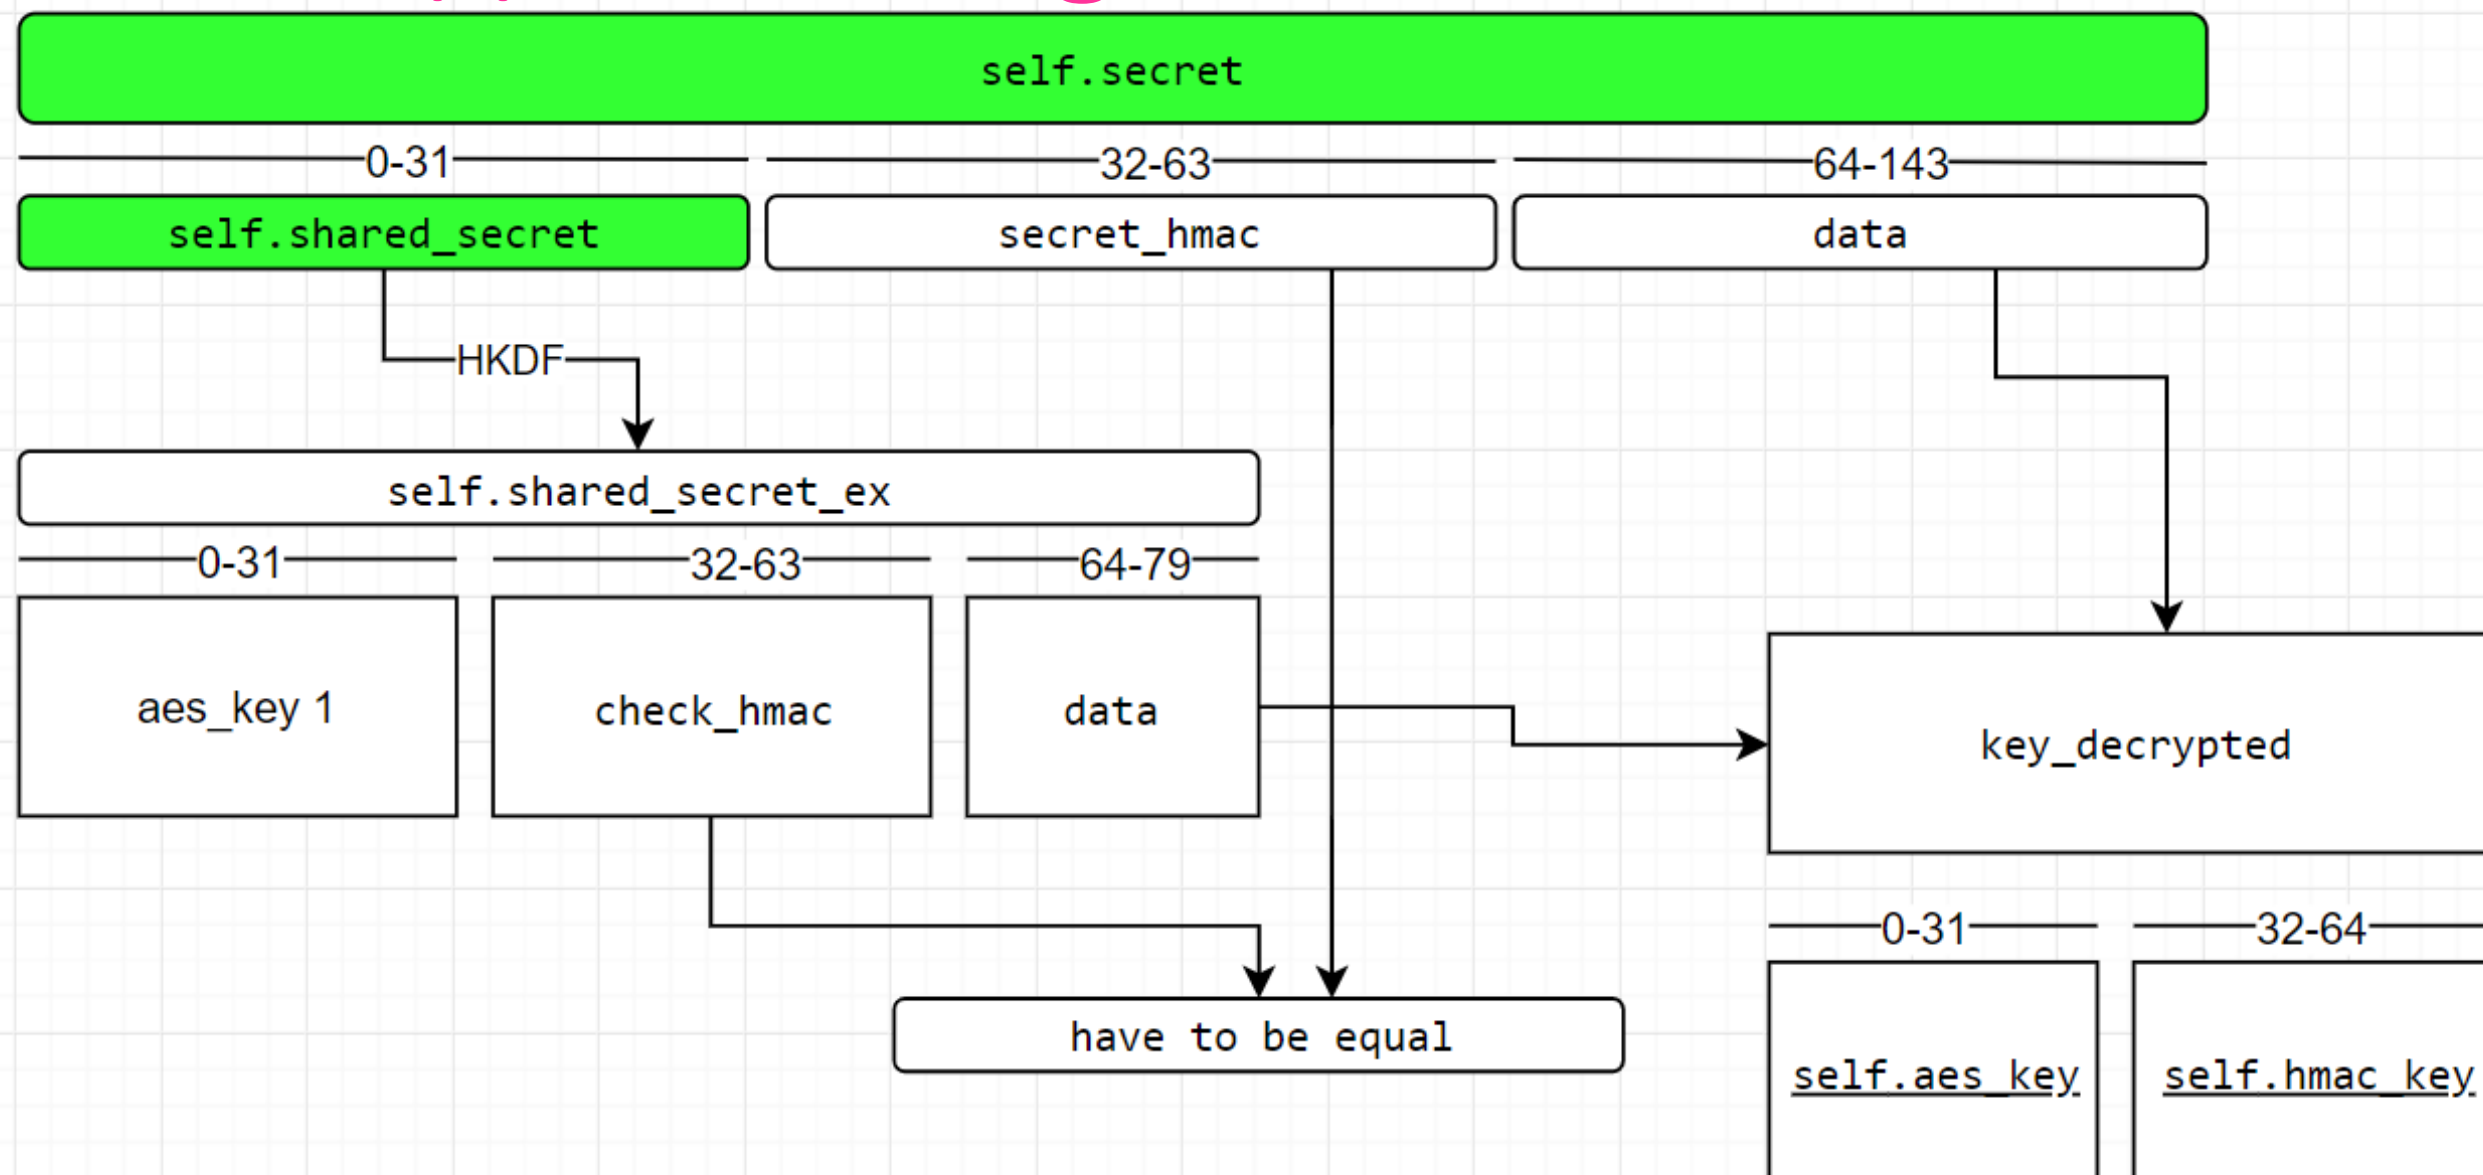 self.secret
0-31
32-63
64-143
self.shared_secret
secret_hmac
data
HKDF
self.shared_secret_ex
0-31
32-63
64-79
aes_key 1
check_hmac
data
key_decrypted
0-31
32-64
have to be equal
self.aes_key
self.hmac_key